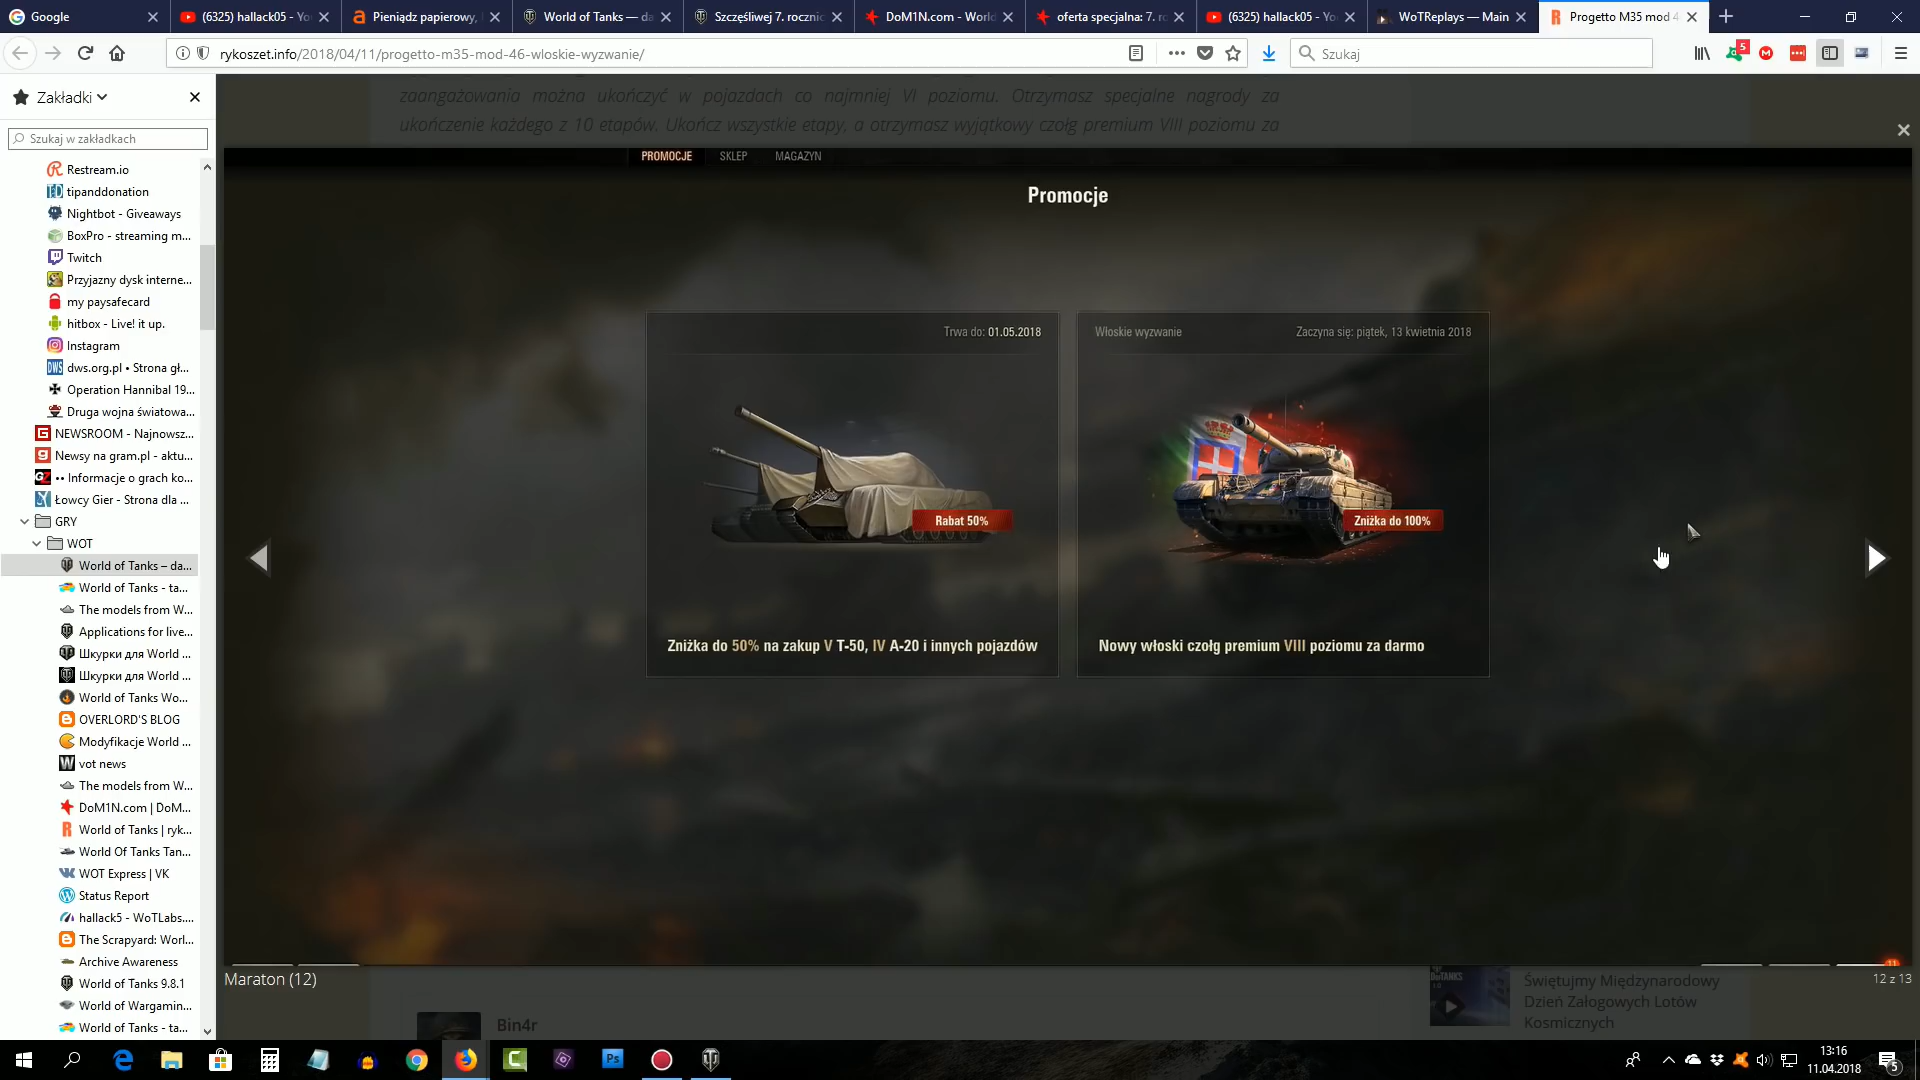 Google
(6325) hallack05 - Yo
Pieniądz papierowy,
World of Tanks — da
Szczęśliwej 7. rocznic
DoM1N.com - World
oferta specjalna: 7. ro
(6325) hallack05 - Yo
WoTReplays — Main
Progetto M35 mod 4
rykoszet.info/2018/04/11/progetto-m35-mod-46-wloskie-wyzwanie/
Szukaj
5
Zakładki
Szukaj w zakładkach
Restream.io
tipanddonation
Nightbot - Giveaways
BoxPro - streaming m...
Twitch
Przyjazny dysk interne...
my paysafecard
hitbox - Live! it up.
Instagram
dws.org.pl • Strona gł...
Operation Hannibal 19...
Druga wojna światowa...
NEWSROOM - Najnowsz...
Newsy na gram.pl - aktu...
•• Informacje o grach ko...
Łowcy Gier - Strona dla ...
GRY
WOT
World of Tanks – da...
World of Tanks - ta...
The models from W...
Applications for live...
Шкурки для World ...
Шкурки для World ...
World of Tanks Wo...
OVERLORD'S BLOG
Modyfikacje World ...
vot news
The models from W...
DoM1N.com | DoM...
World of Tanks | ryk...
World Of Tanks Tan...
WOT Express | VK
Status Report
hallack5 - WoTLabs....
The Scrapyard: Worl...
Archive Awareness
World of Tanks 9.8.1
World of Wargamin...
World of Tanks - ta...
zaangażowania można ukończyć w pojazdach co najmniej VI poziomu. Otrzymasz specjalne nagrody za
ukończenie każdego z 10 etapów. Ukończ wszystkie etapy, a otrzymasz wyjątkowy czołg premium VIII poziomu za
PROMOCJE SKLEP MAGAZYN
Promocje
Trwa do: 01.05.2018
Rabat 50%
Zniżka do 50% na zakup V T-50, IV A-20 i innych pojazdów
Włoskie wyzwanie
Zaczyna się: piątek, 13 kwietnia 2018
Zniżka do 100%
Nowy włoski czołg premium VIII poziomu za darmo
11
Maraton (12)
12 z 13
Bin4r
Świętujmy Międzynarodowy
Dzień Załogowych Lotów
Kosmicznych
13:16
11.04.2018
5